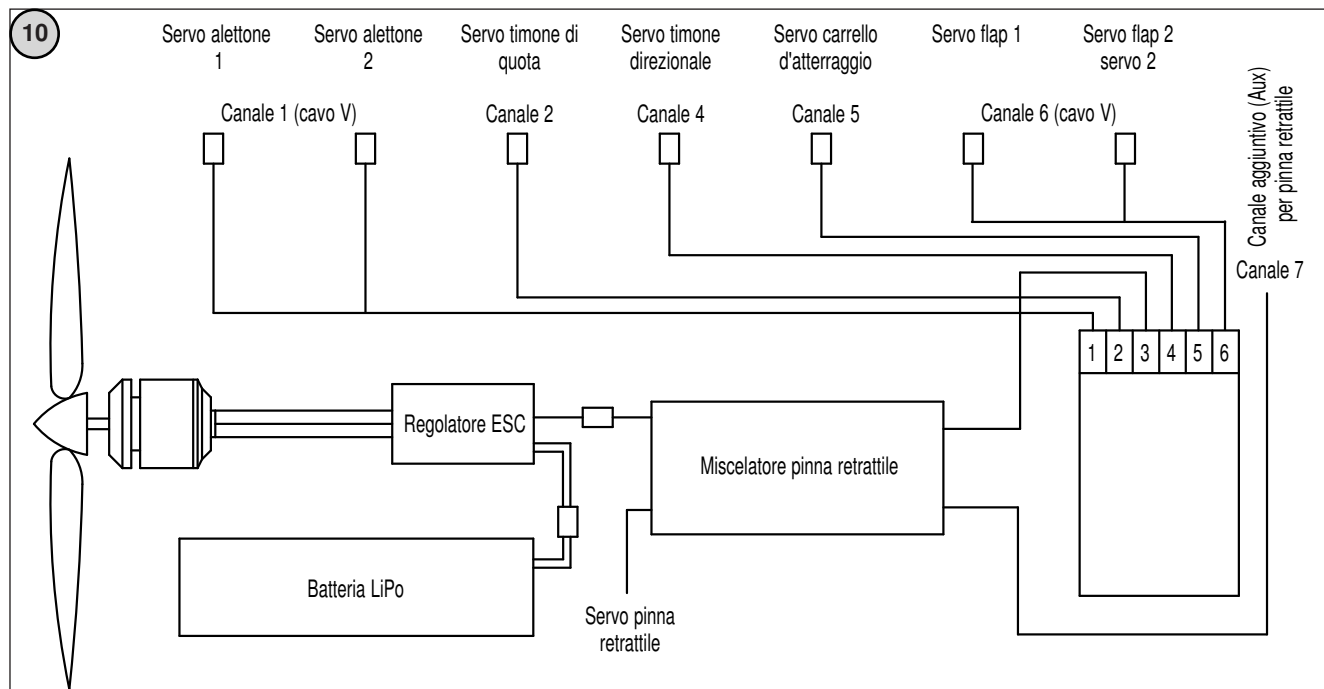 10
Servo alettone
1
Servo alettone
2
Servo timone di
quota
Servo timone
direzionale
Servo carrello
d'atterraggio
Servo flap 1
Servo flap 2
servo 2
Canale 1 (cavo V)
Canale 2
Canale 4
Canale 5
Canale 6 (cavo V)
Canale aggiuntivo (Aux)
per pinna retrattile
Canale 7
1 2 3 4 5 6
Regolatore ESC
Miscelatore pinna retrattile
Batteria LiPo
Servo pinna
retrattile